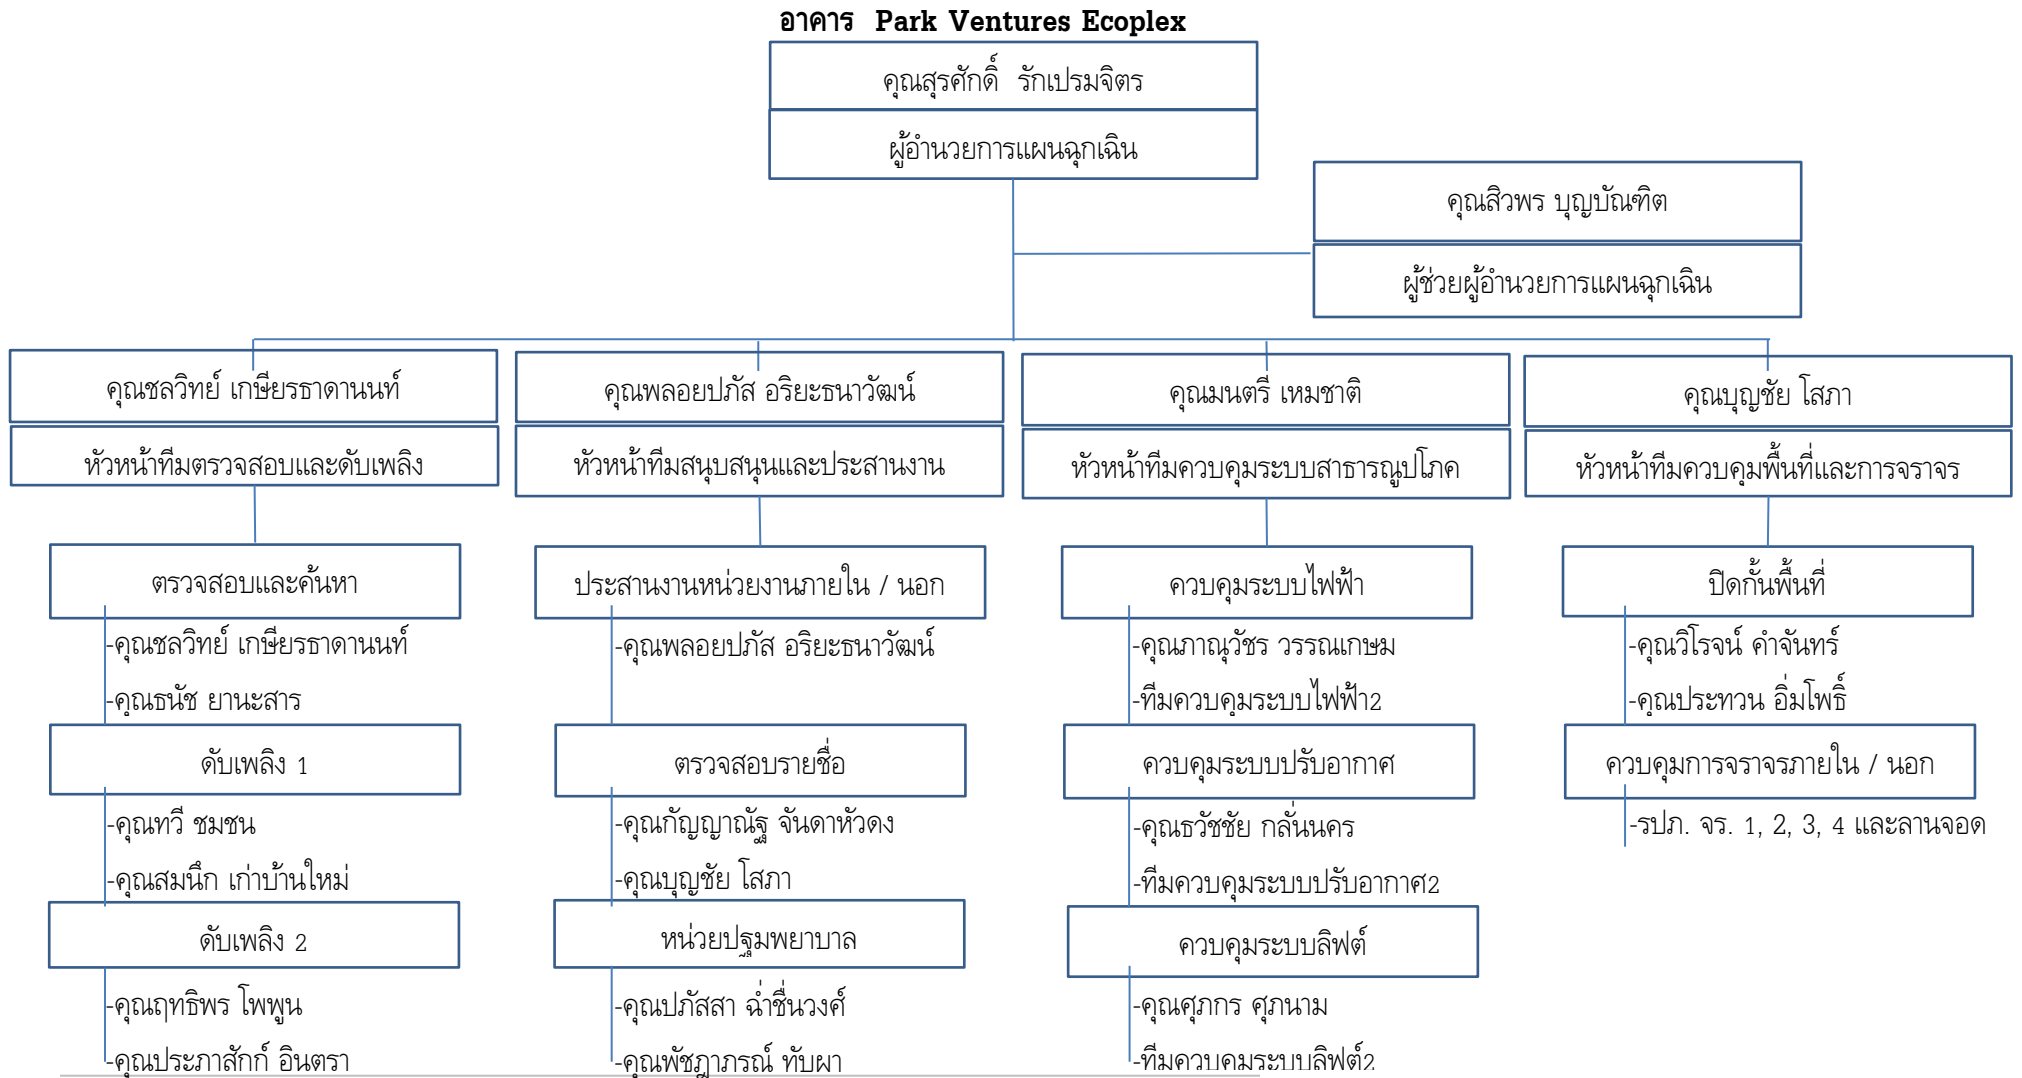 อาคาร Park Ventures Ecoplex
คุณสุรศักดิ์ รักเปรมจิตร
ผู้อำนวยการแผนฉุกเฉิน
คุณสิวพร บุญบัณฑิต
ผู้ช่วยผู้อำนวยการแผนฉุกเฉิน
คุณชลวิทย์ เกษียรธาดานนท์
หัวหน้าทีมตรวจสอบและดับเพลิง
คุณพลอยปภัส อริยะธนาวัฒน์
หัวหน้าทีมสนุบสนุนและประสานงาน
คุณมนตรี เหมชาติ
หัวหน้าทีมควบคุมระบบสาธารณูปโภค
คุณบุญชัย โสภา
หัวหน้าทีมควบคุมพื้นที่และการจราจร
ตรวจสอบและค้นหา
-คุณชลวิทย์ เกษียรธาดานนท์
-คุณธนัช ยานะสาร
ดับเพลิง 1
-คุณทวี ชมชน
-คุณสมนึก เก่าบ้านใหม่
ดับเพลิง 2
-คุณฤทธิพร โพพูน
-คุณประภาสักก์ อินตรา
ประสานงานหน่วยงานภายใน / นอก
-คุณพลอยปภัส อริยะธนาวัฒน์
ตรวจสอบรายชื่อ
-คุณกัญญาณัฐ จันดาหัวดง
-คุณบุญชัย โสภา
หน่วยปฐมพยาบาล
-คุณปภัสสา ฉ่ำชื่นวงศ์
-คุณพัชฎาภรณ์ ทับผา
ควบคุมระบบไฟฟ้า
-คุณภาณุวัชร วรรณเกษม
-ทีมควบคุมระบบไฟฟ้า2
ควบคุมระบบปรับอากาศ
-คุณธวัชชัย กลั่นนคร
-ทีมควบคุมระบบปรับอากาศ2
ควบคุมระบบลิฟต์
-คุณศุภกร ศุภนาม
-ทีมควบคุมระบบลิฟต์2
ปิดกั้นพื้นที่
-คุณวิโรจน์ คำจันทร์
-คุณประทวน อิ่มโพธิ์
ควบคุมการจราจรภายใน / นอก
-รปภ. จร. 1, 2, 3, 4 และลานจอด